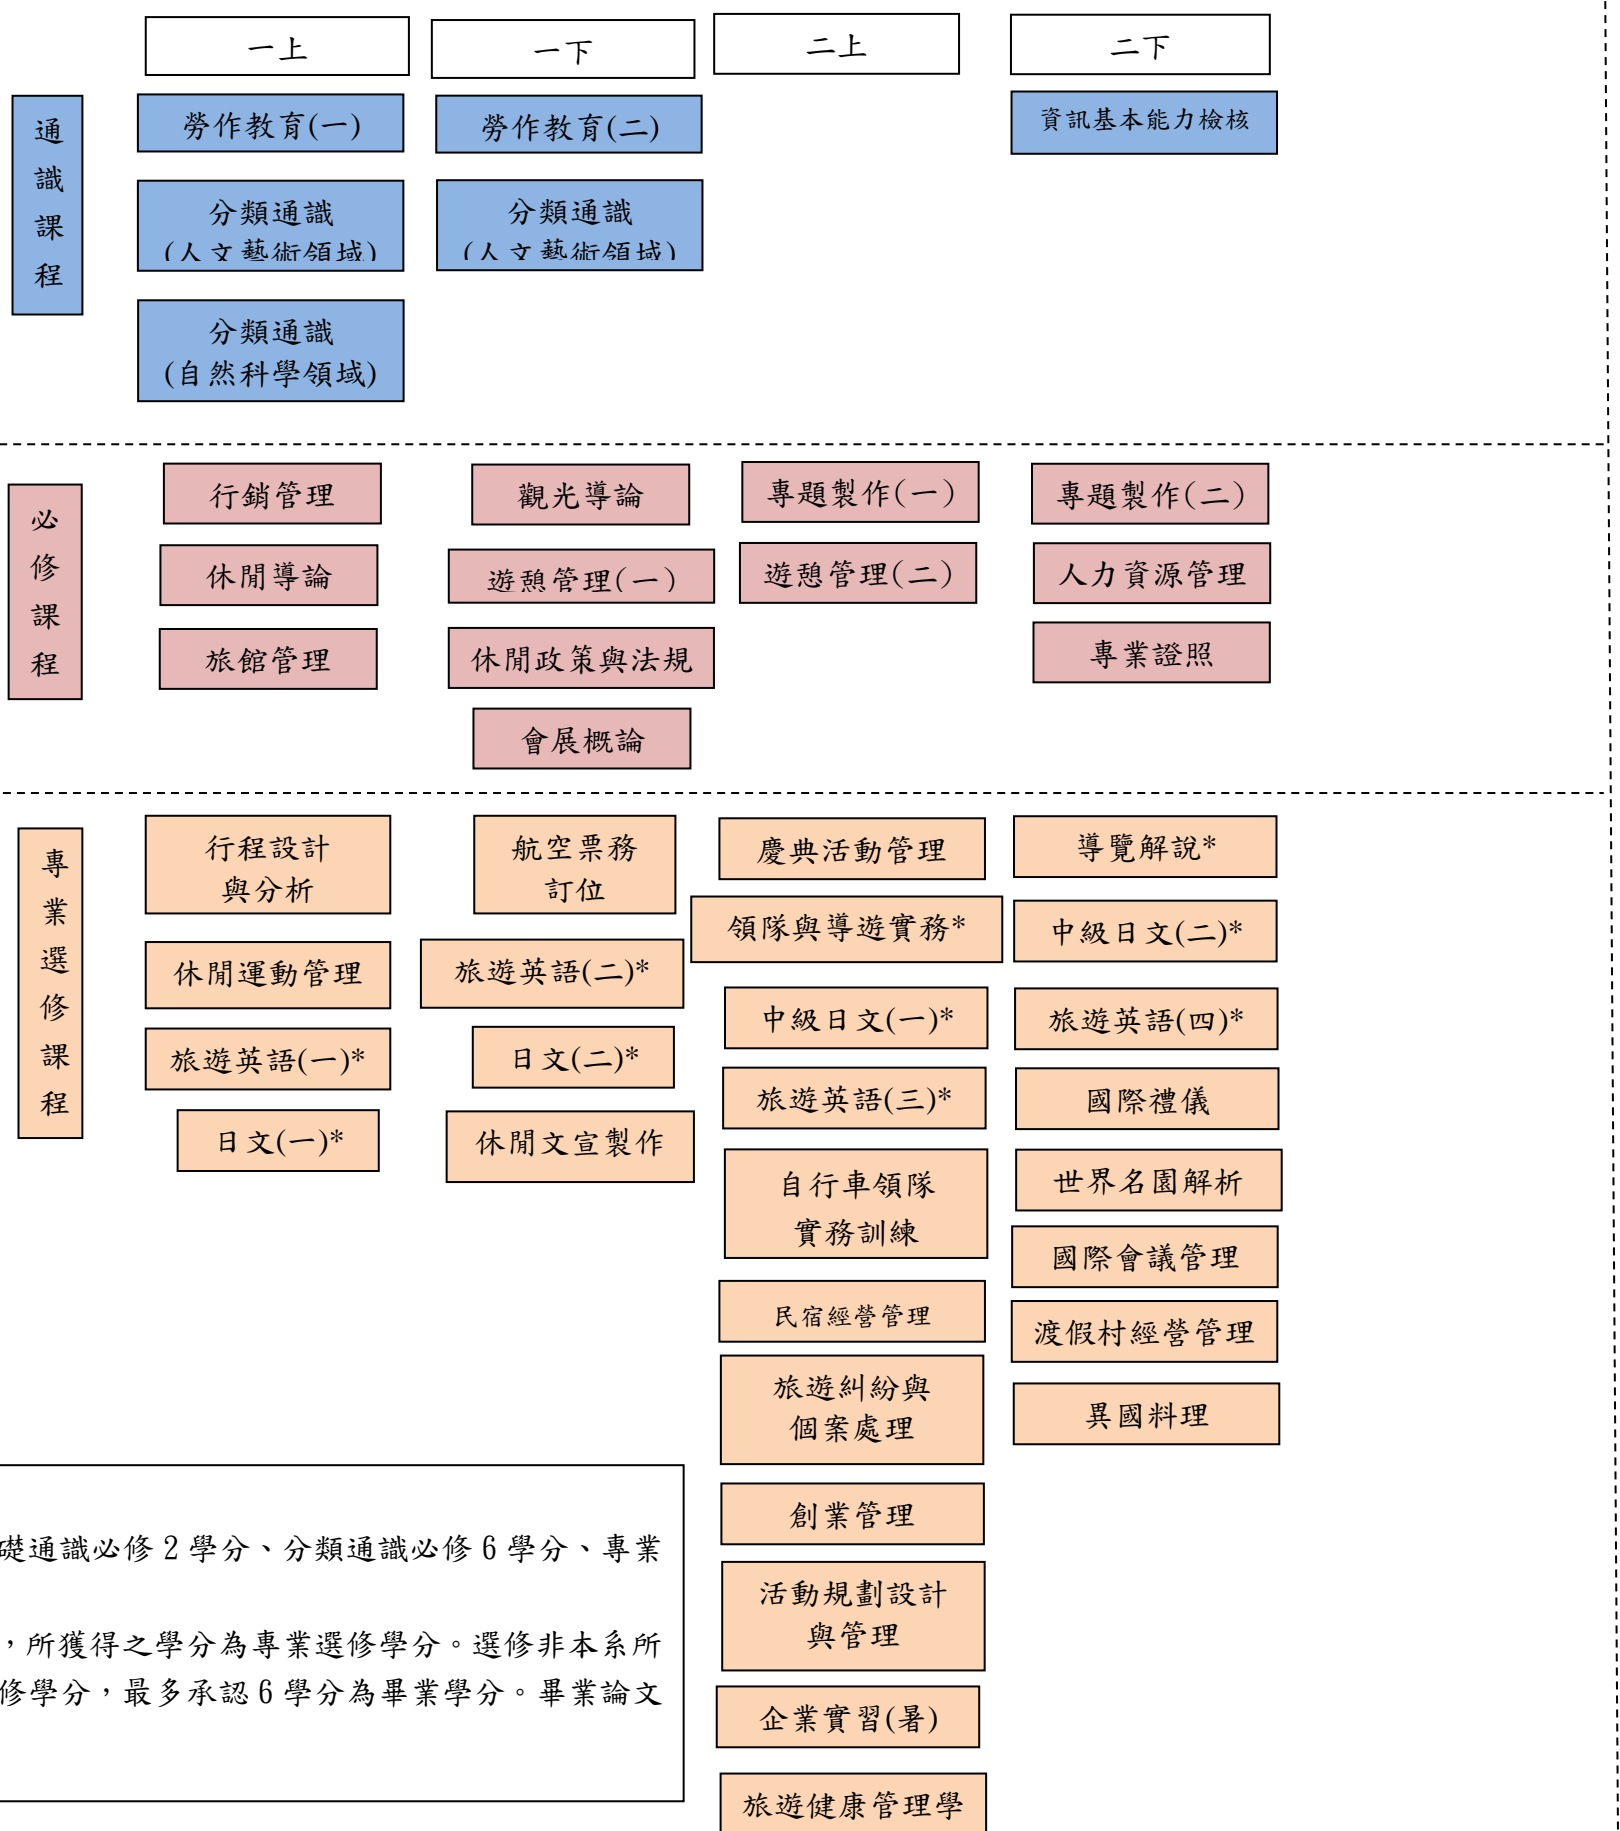 一上
一下
二上
二下
通識課程
勞作教育(一)
勞作教育(二)
資訊基本能力檢核
分類通識
(人文藝術領域)
分類通識
(人文藝術領域)
分類通識
(自然科學領域)
必修課程
行銷管理
觀光導論
專題製作(一)
專題製作(二)
休閒導論
遊憩管理(一)
遊憩管理(二)
人力資源管理
旅館管理
休閒政策與法規
專業證照
會展概論
專業選修課程
行程設計
與分析
航空票務
訂位
慶典活動管理
導覽解說*
休閒運動管理
旅遊英語(二)*
領隊與導遊實務*
中級日文(二)*
旅遊英語(一)*
日文(二)*
中級日文(一)*
旅遊英語(四)*
日文(一)*
休閒文宣製作
旅遊英語(三)*
國際禮儀
自行車領隊
實務訓練
世界名園解析
國際會議管理
民宿經營管理
渡假村經營管理
旅遊糾紛與
個案處理
異國料理
創業管理
活動規劃設計
與管理
企業實習(暑)
旅遊健康管理學
礎通識必修 2 學分、分類通識必修 6 學分、專業
，所獲得之學分為專業選修學分。選修非本系所
修學分，最多承認 6 學分為畢業學分。畢業論文